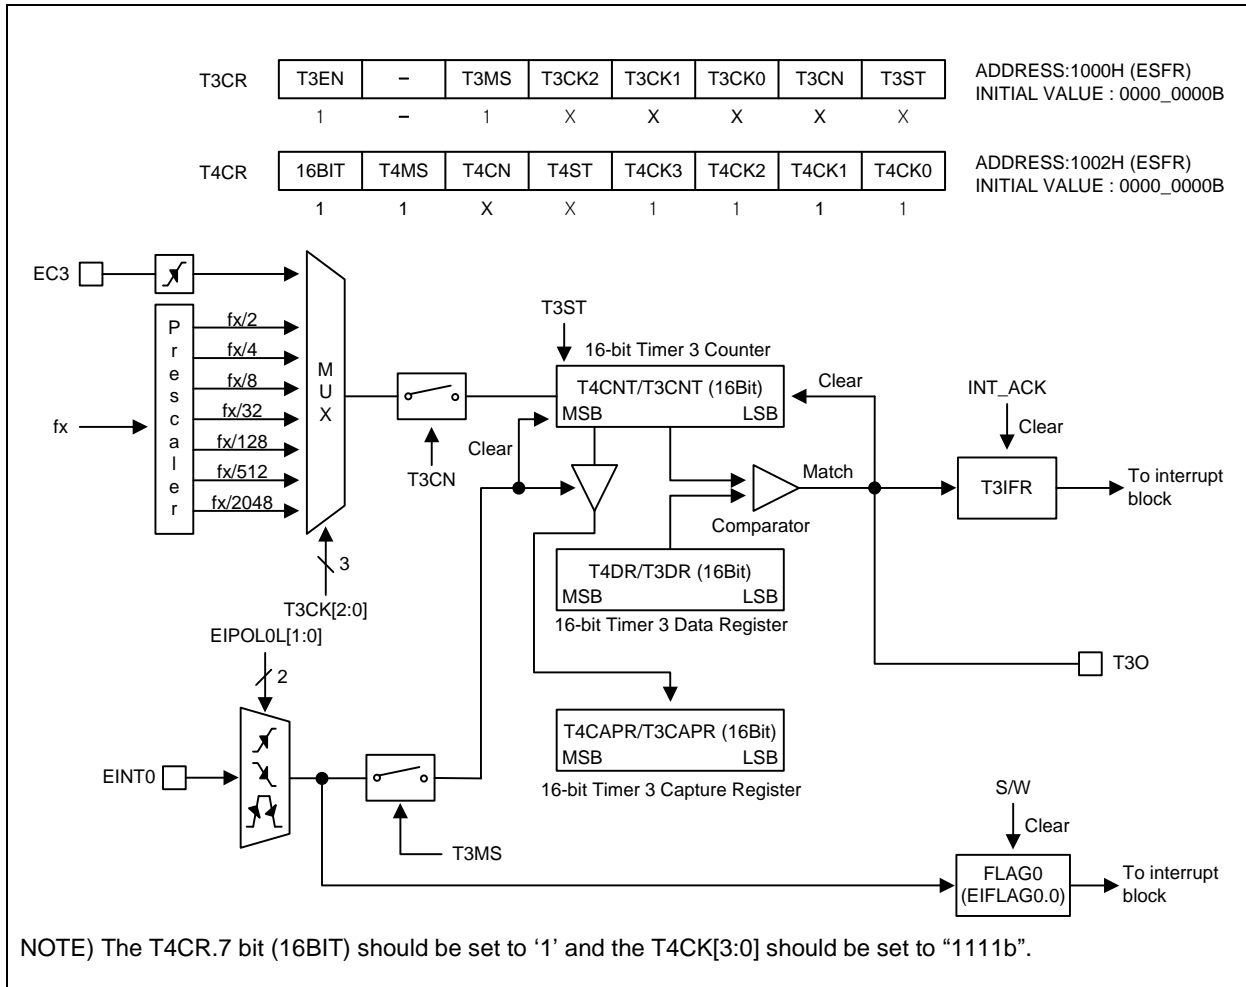 T3CR T3EN – T3MS T3CK2 T3CK1 T3CK0 T3CN T3ST
ADDRESS:1000H (ESFR)
INITIAL VALUE : 0000_0000B
1 – 1 X X X X X
T4CR 16BIT T4MS T4CN T4ST T4CK3 T4CK2 T4CK1 T4CK0
ADDRESS:1002H (ESFR)
INITIAL VALUE : 0000_0000B
1 1 X X 1 1 1 1
EC3
fx
Prescaler
fx/2
fx/4
fx/8
fx/32
fx/128
fx/512
fx/2048
MUX
3
T3CK[2:0]
T3CN
T3ST
16-bit Timer 3 Counter
T4CNT/T3CNT (16Bit)
MSB LSB
Clear
Clear
Match
Comparator
INT_ACK
Clear
T3IFR
To interrupt
block
T4DR/T3DR (16Bit)
MSB LSB
16-bit Timer 3 Data Register
T3O
EIPOL0L[1:0]
2
EINT0
T3MS
T4CAPR/T3CAPR (16Bit)
MSB LSB
16-bit Timer 3 Capture Register
S/W
Clear
FLAG0
(EIFLAG0.0)
To interrupt
block
NOTE) The T4CR.7 bit (16BIT) should be set to ‘1’ and the T4CK[3:0] should be set to “1111b”.